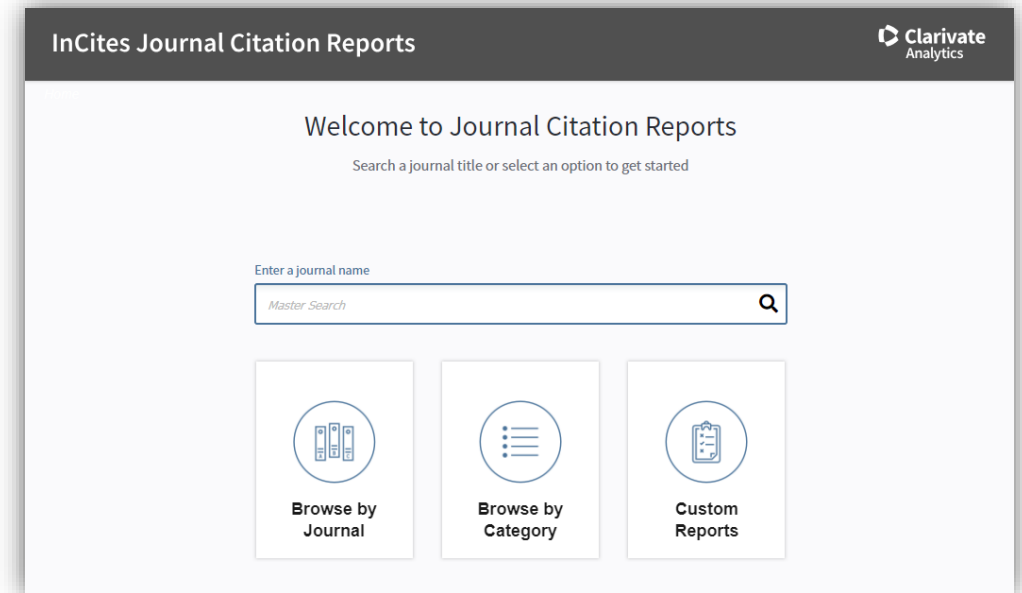 InCites Journal Citation Reports
Clarivate
Analytics
Welcome to Journal Citation Reports
Search a journal title or select an option to get started
Enter a journal name
Master Search
Browse by
Journal
Browse by
Category
Custom
Reports